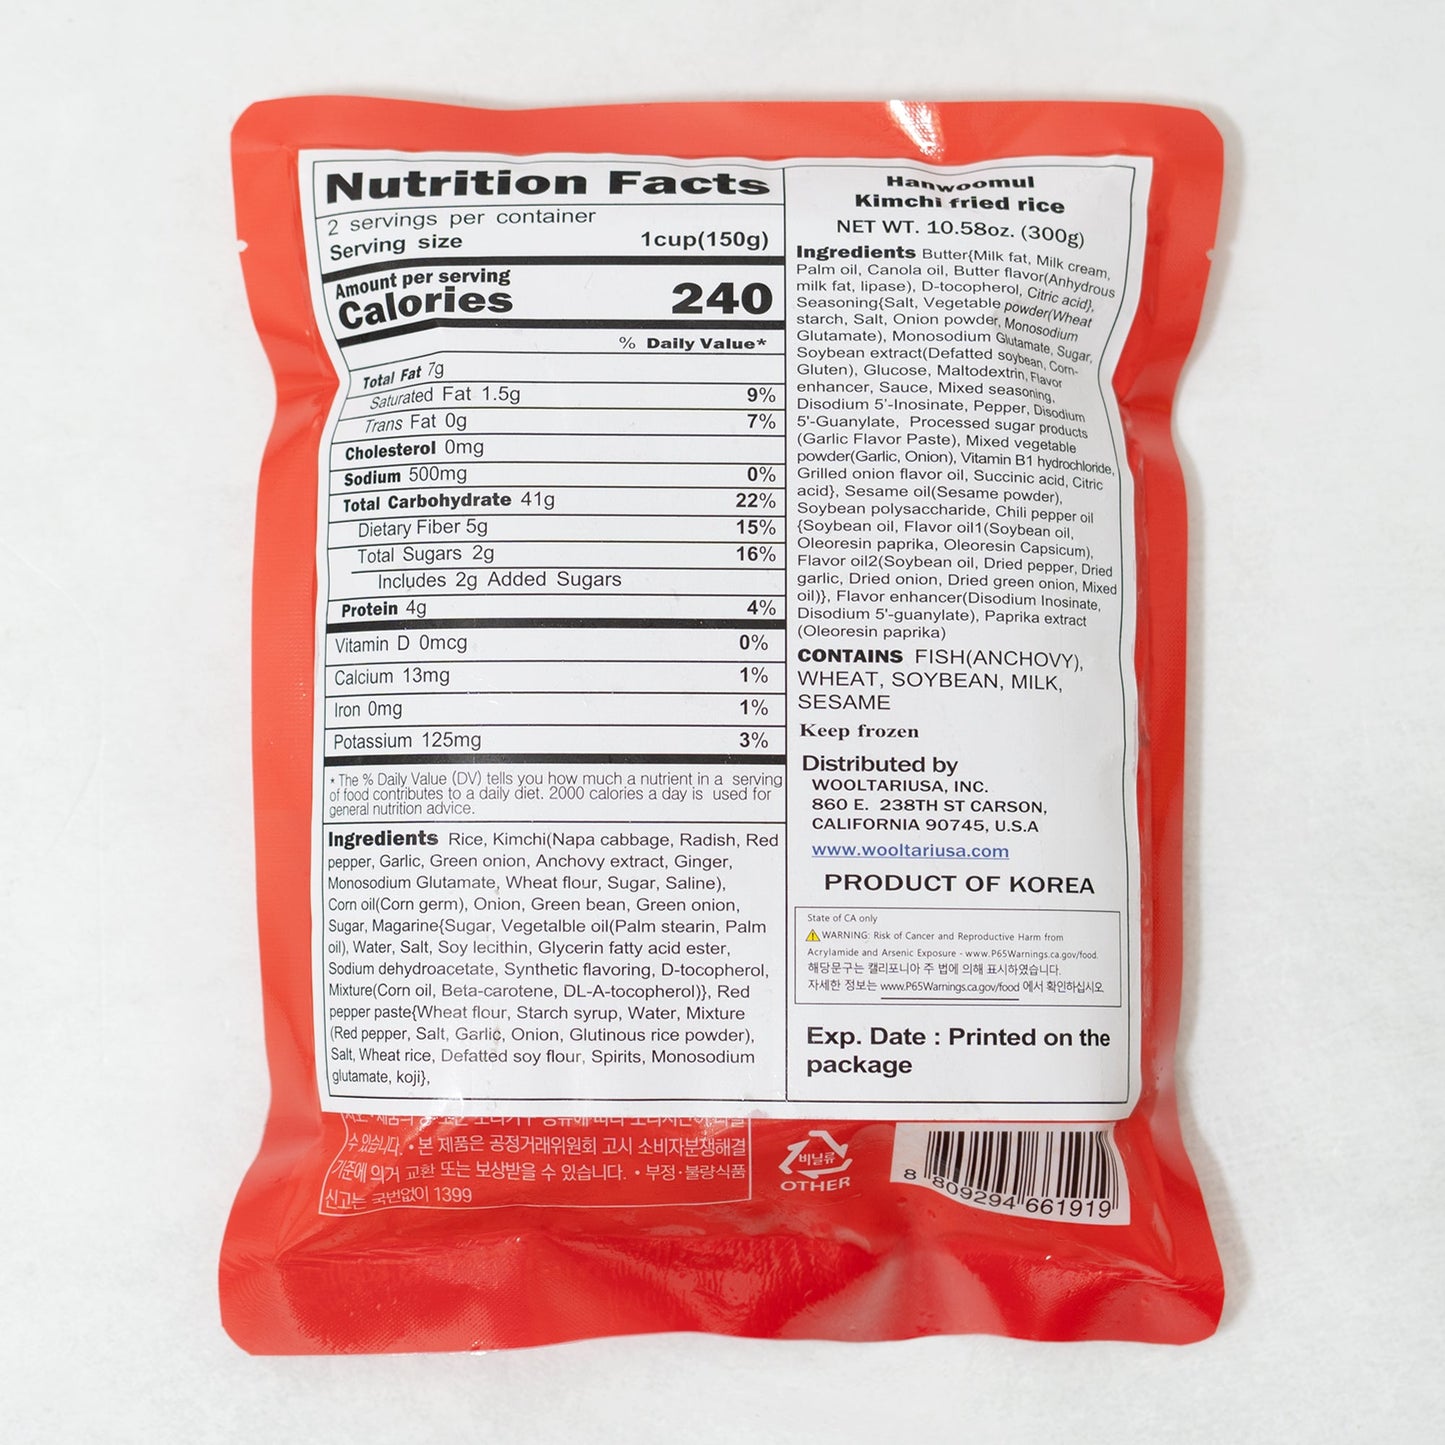 Nutrition Facts
2 servings per container
Serving size 1cup(150g)
Amount per serving
Calories 240
% Daily Value*
Total Fat 7g
Saturated Fat 1.5g 9%
Trans Fat 0g 7%
Cholesterol 0mg
Sodium 500mg 0%
Total Carbohydrate 41g 22%
Dietary Fiber 5g 15%
Total Sugars 2g 16%
Includes 2g Added Sugars
Protein 4g 4%
Vitamin D 0mcg 0%
Calcium 13mg 1%
Iron 0mg 1%
Potassium 125mg 3%
* The % Daily Value (DV) tells you how much a nutrient in a serving
of food contributes to a daily diet. 2000 calories a day is used for
general nutrition advice.
Ingredients Rice, Kimchi(Napa cabbage, Radish, Red
pepper, Garlic, Green onion, Anchovy extract, Ginger,
Monosodium Glutamate, Wheat flour, Sugar, Saline),
Corn oil(Corn germ), Onion, Green bean, Green onion,
Sugar, Magarine{Sugar, Vegetalble oil(Palm stearin, Palm
oil), Water, Salt, Soy lecithin, Glycerin fatty acid ester,
Sodium dehydroacetate, Synthetic flavoring, D-tocopherol,
Mixture(Corn oil, Beta-carotene, DL-A-tocopherol)}, Red
pepper paste{Wheat flour, Starch syrup, Water, Mixture
(Red pepper, Salt, Garlic, Onion, Glutinous rice powder),
Salt, Wheat rice, Defatted soy flour, Spirits, Monosodium
glutamate, koji},
Hanwoomul
Kimchi fried rice
NET WT. 10.58oz. (300g)
Ingredients Butter{Milk fat, Milk cream,
Palm oil, Canola oil, Butter flavor(Anhydrous
milk fat, lipase), D-tocopherol, Citric acid},
Seasoning{Salt, Vegetable powder(Wheat
starch, Salt, Onion powder, Monosodium
Glutamate), Monosodium Glutamate, Sugar,
Soybean extract(Defatted soybean, Corn-
Gluten), Glucose, Maltodextrin, Flavor
enhancer, Sauce, Mixed seasoning,
Disodium 5'-Inosinate, Pepper, Disodium
5'-Guanylate, Processed sugar products
(Garlic Flavor Paste), Mixed vegetable
powder(Garlic, Onion), Vitamin B1 hydrochloride,
Grilled onion flavor oil, Succinic acid, Citric
acid}, Sesame oil(Sesame powder),
Soybean polysaccharide, Chili pepper oil
{Soybean oil, Flavor oil1(Soybean oil,
Oleoresin paprika, Oleoresin Capsicum),
Flavor oil2(Soybean oil, Dried pepper, Dried
garlic, Dried onion, Dried green onion, Mixed
oil)}, Flavor enhancer(Disodium Inosinate,
Disodium 5'-guanylate), Paprika extract
(Oleoresin paprika)
CONTAINS FISH(ANCHOVY),
WHEAT, SOYBEAN, MILK,
SESAME
Keep frozen
Distributed by
WOOLTARIUSA, INC.
860 E. 238TH ST CARSON,
CALIFORNIA 90745, U.S.A
www.wooltariusa.com
PRODUCT OF KOREA
State of CA only
WARNING: Risk of Cancer and Reproductive Harm from
Acrylamide and Arsenic Exposure - www.P65Warnings.ca.gov/food.
해당문구는 캘리포니아 주 법에 의해 표시하였습니다.
자세한 정보는 www.P65Warnings.ca.gov/food 에서 확인하십시오.
Exp. Date : Printed on the
package
수 있습니다. • 본 제품은 공정거래위원회 고시 소비자분쟁해결
기준에 의거 교환 또는 보상받을 수 있습니다. • 부정·불량식품
신고는 국번없이 1399
비닐류
OTHER
8 809294 661919